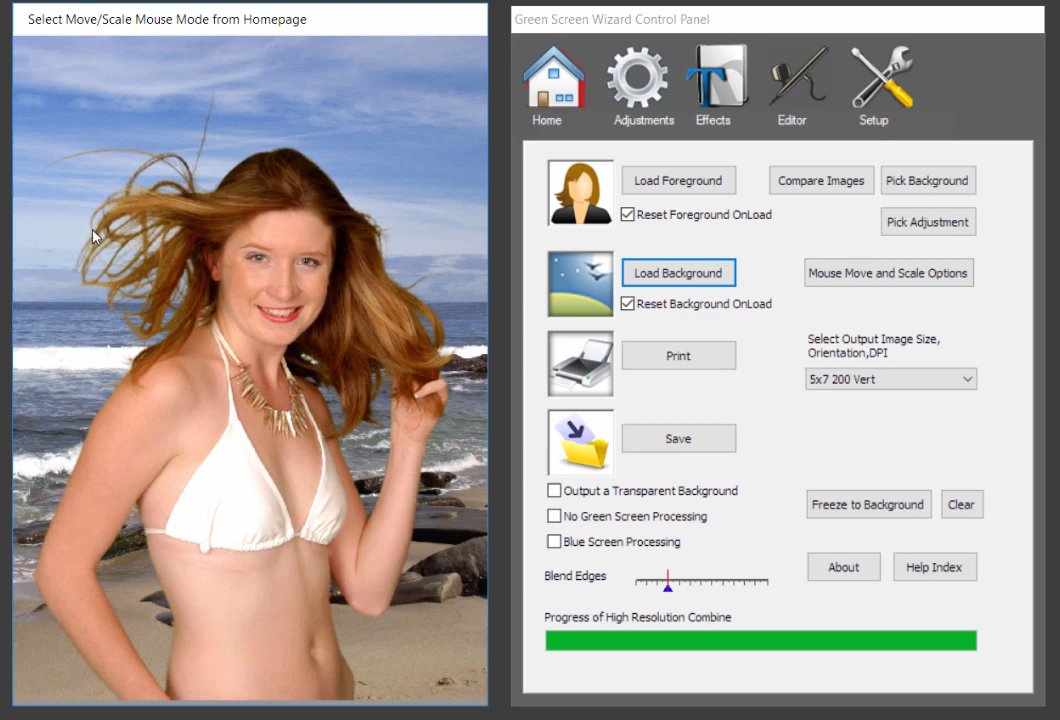 Select Move/Scale Mouse Mode from Homepage
Green Screen Wizard Control Panel
Home
Adjustments
Effects
Editor
Setup
Load Foreground
Compare Images
Pick Background
Reset Foreground OnLoad
Pick Adjustment
Load Background
Mouse Move and Scale Options
Reset Background OnLoad
Select Output Image Size,
Orientation,DPI
Print
5x7 200 Vert
Save
Output a Transparent Background
Freeze to Background
Clear
No Green Screen Processing
Blue Screen Processing
About
Help Index
Blend Edges
Progress of High Resolution Combine